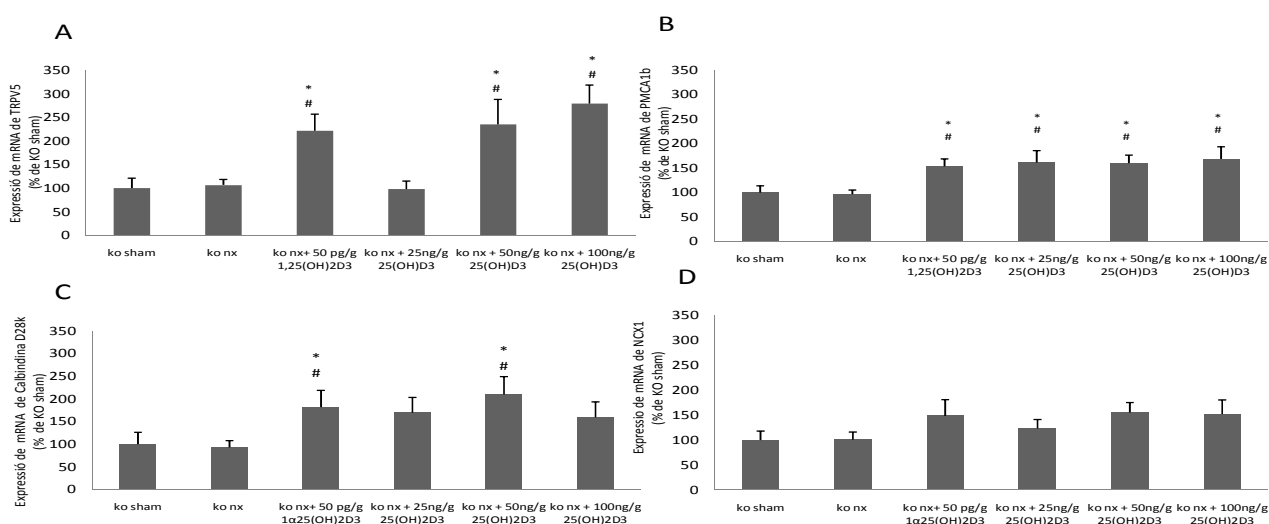 A
Expressió de mRNA de TRPV5
(% de KO sham)
350
300
250
200
150
100
50
0
*
#
*
#
*
#
ko sham
ko nx
ko nx+ 50 pg/g
1,25(OH)2D3
ko nx + 25ng/g
25(OH)D3
ko nx + 50ng/g
25(OH)D3
ko nx + 100ng/g
25(OH)D3
B
Expressió de mRNA de PMCA1b
(% de KO sham)
350
300
250
200
150
100
50
0
*
#
*
#
*
#
*
#
ko sham
ko nx
ko nx+ 50 pg/g
1,25(OH)2D3
ko nx + 25ng/g
25(OH)D3
ko nx + 50ng/g
25(OH)D3
ko nx + 100ng/g
25(OH)D3
C
Expressió de mRNA de Calbindina D28k
(% de KO sham)
350
300
250
200
150
100
50
0
*
#
*
#
ko sham
ko nx
ko nx+ 50 pg/g
1α25(OH)2D3
ko nx + 25ng/g
25(OH)2D3
ko nx+ 50ng/g
25(OH)2D3
ko nx + 100ng/g
25(OH)2D3
D
Expressió de mRNA de NCX1
(% de KO sham)
350
300
250
200
150
100
50
0
ko sham
ko nx
ko nx+ 50 pg/g
1α25(OH)2D3
ko nx + 25ng/g
25(OH)2D3
ko nx + 50ng/g
25(OH)2D3
ko nx + 100ng/g
25(OH)2D3